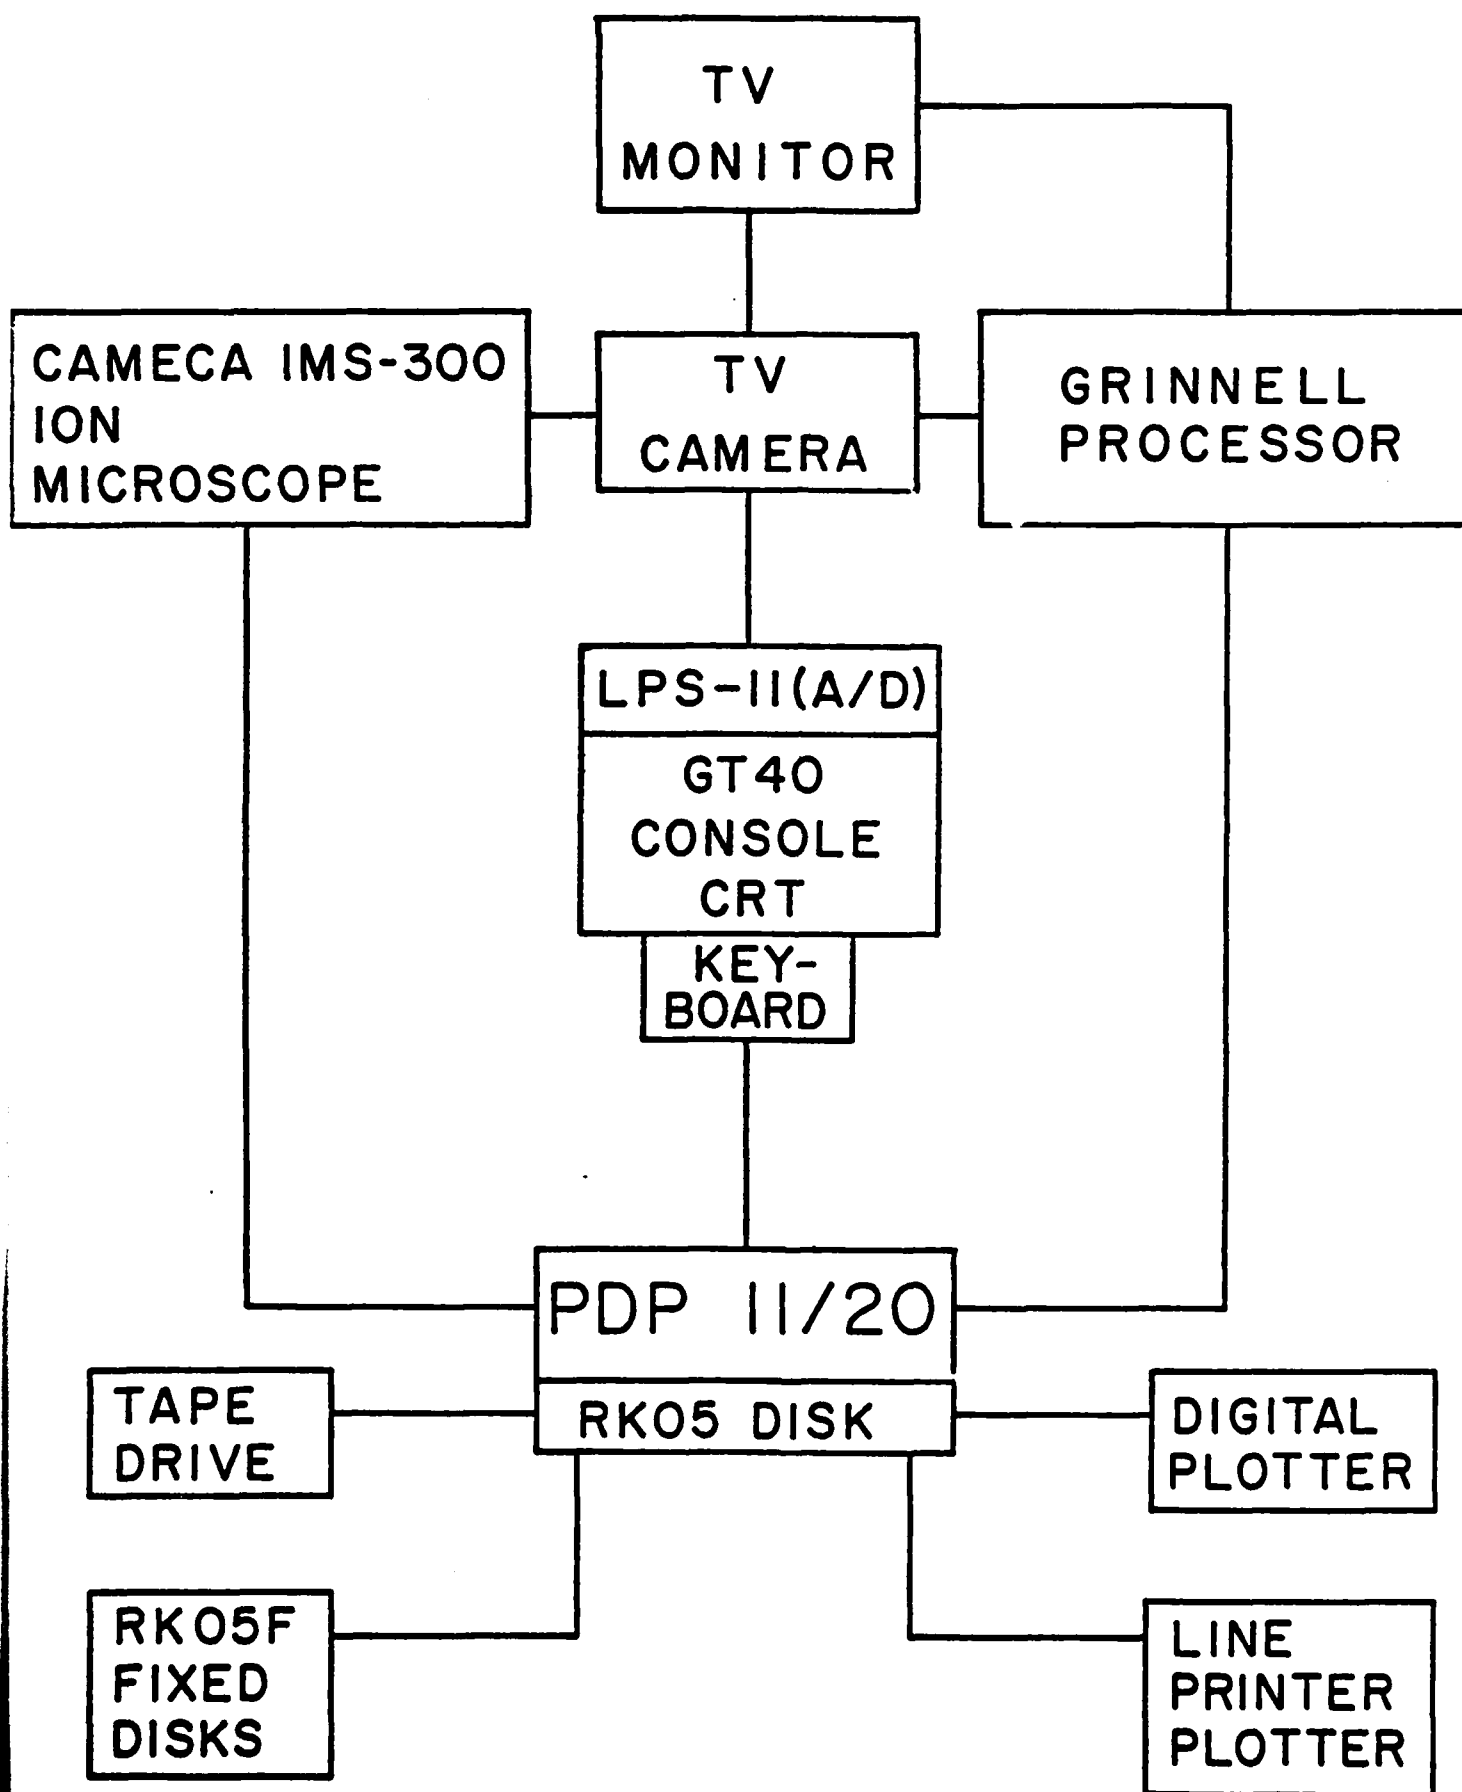 TV
MONITOR
CAMECA IMS-300
ION
MICROSCOPE
TV
CAMERA
GRINNELL
PROCESSOR
LPS-11(A/D)
GT40
CONSOLE
CRT
KEY-
BOARD
PDP 11/20
RK05 DISK
TAPE
DRIVE
DIGITAL
PLOTTER
RK05F
FIXED
DISKS
LINE
PRINTER
PLOTTER